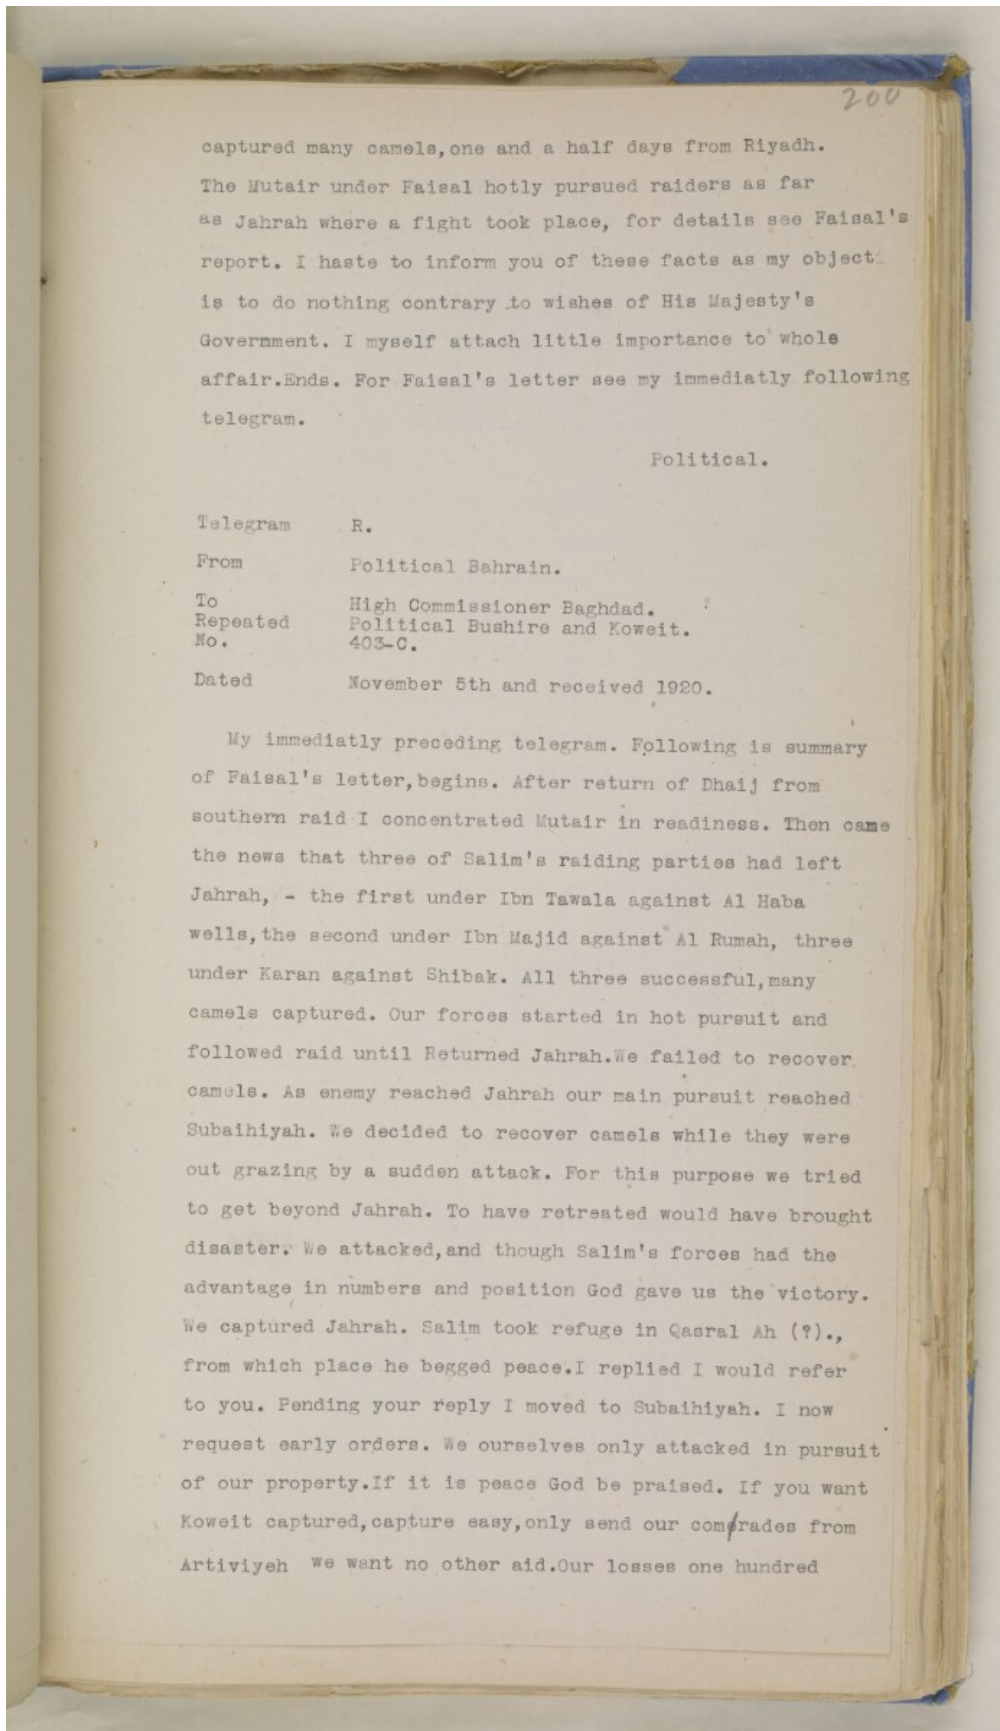 200
captured many camels,one and a half days from Riyadh.
The Mutair under Faisal hotly pursued raiders as far
as Jahrah where a fight took place, for details see Faisal's
report. I haste to inform you of these facts as my object
is to do nothing contrary to wishes of His Majesty's
Government. I myself attach little importance to whole
affair.Ends. For Faisal's letter see my immediatly following
telegram.
Political.
Telegram R.
From Political Bahrain.
To High Commissioner Baghdad.
Repeated Political Bushire and Koweit.
No. 403-C.
Dated November 5th and received 1920.
My immediatly preceding telegram. Following is summary
of Faisal's letter,begins. After return of Dhaij from
southern raid I concentrated Mutair in readiness. Then came
the news that three of Salim's raiding parties had left
Jahrah, - the first under Ibn Tawala against Al Haba
wells,the second under Ibn Majid against Al Rumah, three
under Karan against Shibak. All three successful,many
camels captured. Our forces started in hot pursuit and
followed raid until Returned Jahrah.We failed to recover
camels. As enemy reached Jahrah our main pursuit reached
Subaihiyah. We decided to recover camels while they were
out grazing by a sudden attack. For this purpose we tried
to get beyond Jahrah. To have retreated would have brought
disaster. We attacked,and though Salim's forces had the
advantage in numbers and position God gave us the victory.
We captured Jahrah. Salim took refuge in Qasral Ah (?).,
from which place he begged peace.I replied I would refer
to you. Pending your reply I moved to Subaihiyah. I now
request early orders. We ourselves only attacked in pursuit
of our property.If it is peace God be praised. If you want
Koweit captured,capture easy,only send our comrades from
Artiviyeh we want no other aid.Our losses one hundred